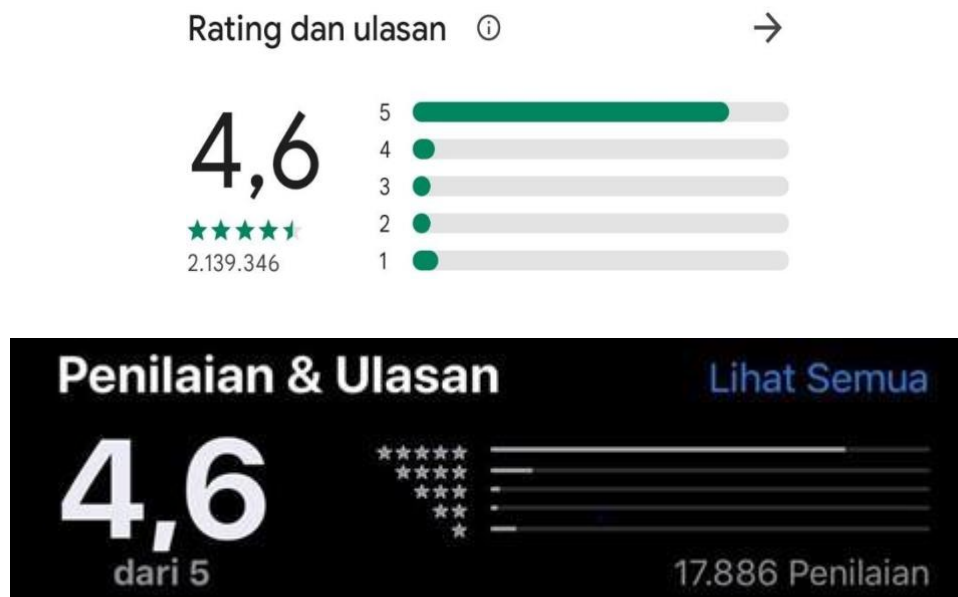 Rating dan ulasan
4,6
2.139.346
5
4
3
2
1
Penilaian & Ulasan
Lihat Semua
4,6
dari 5
17.886 Penilaian